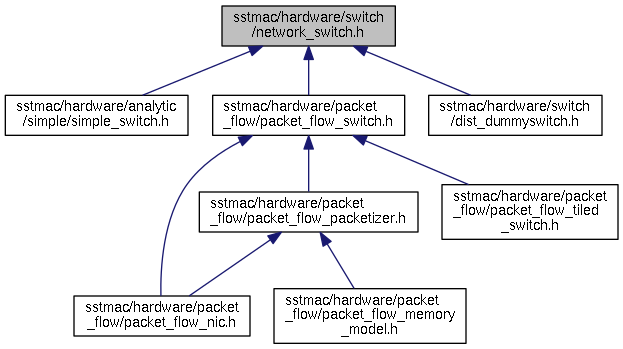 sstmac/hardware/switch
/network_switch.h
sstmac/hardware/analytic
/simple/simple_switch.h
sstmac/hardware/packet
_flow/packet_flow_switch.h
sstmac/hardware/switch
/dist_dummyswitch.h
sstmac/hardware/packet
_flow/packet_flow_packetizer.h
sstmac/hardware/packet
_flow/packet_flow_tiled
_switch.h
sstmac/hardware/packet
_flow/packet_flow_nic.h
sstmac/hardware/packet
_flow/packet_flow_memory
_model.h